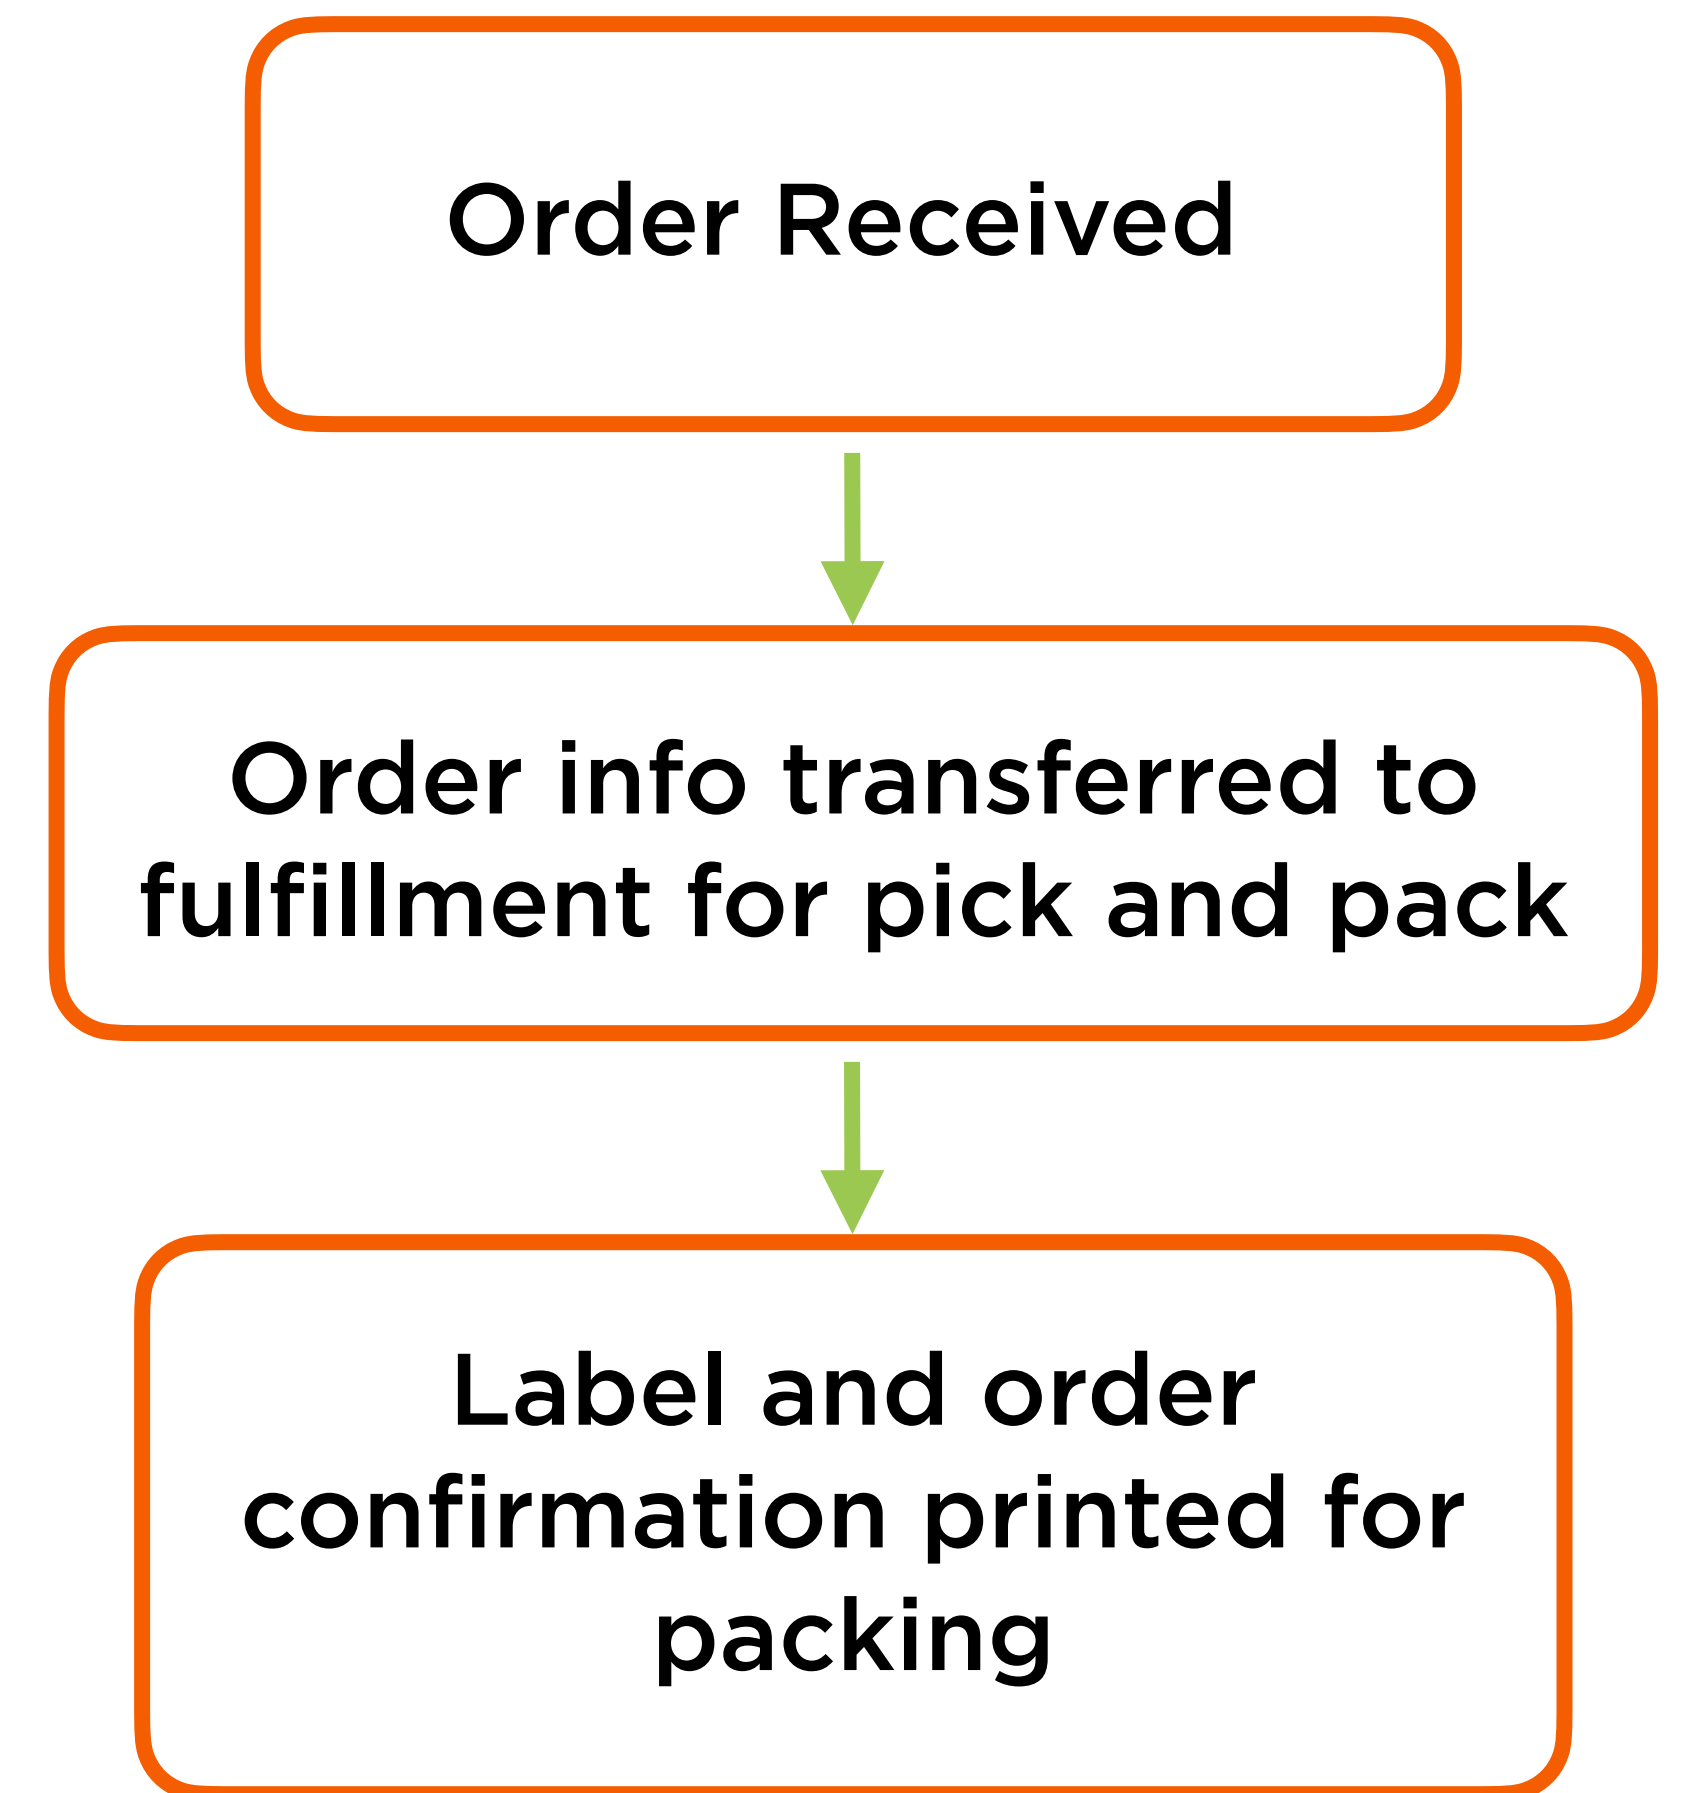 Order Received
Order info transferred to
fulfillment for pick and pack
Label and order
confirmation printed for
packing